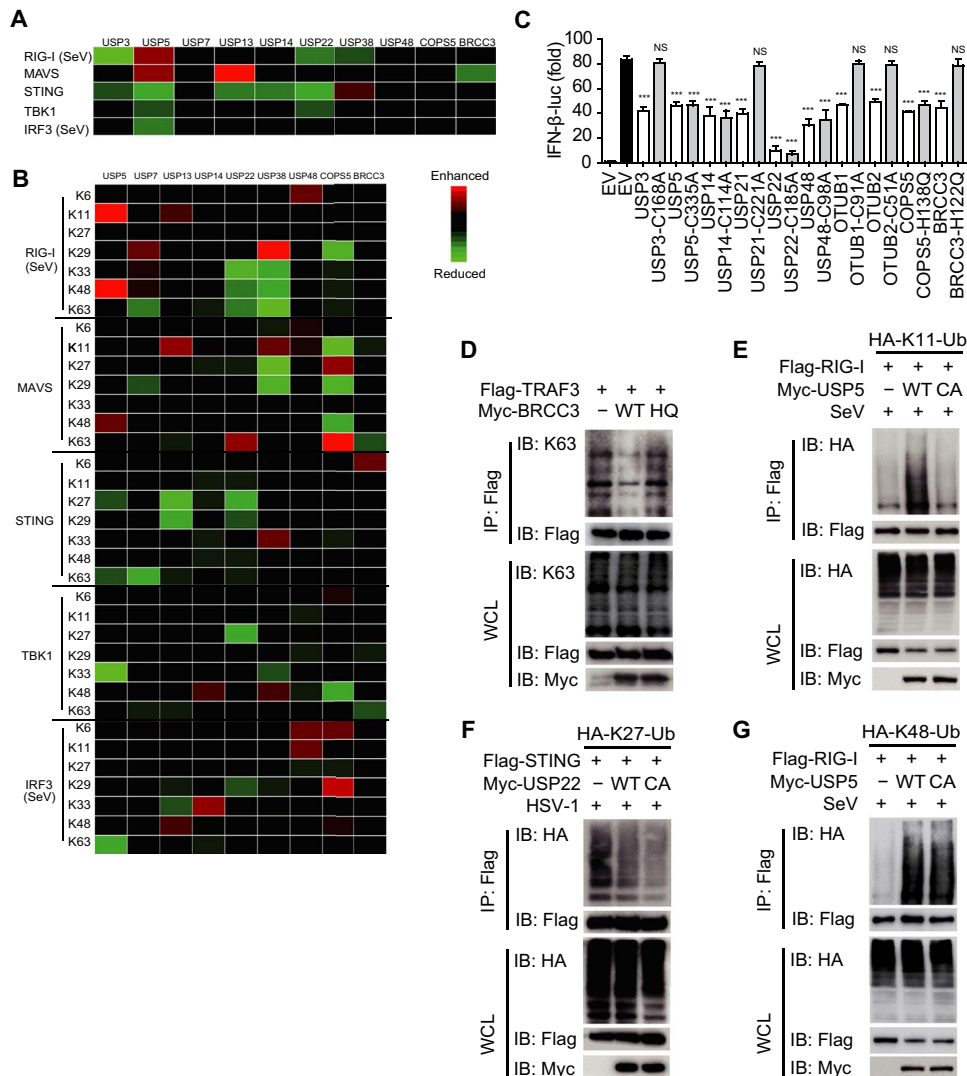 A
USP3 USP5 USP7 USP13 USP14 USP22 USP38 USP48 COPS5 BRCC3
RIG-I (SeV)
MAVS
STING
TBK1
IRF3 (SeV)
B
USP5 USP7 USP13 USP14 USP22 USP38 USP48 COPS5 BRCC3
RIG-I
(SeV)
K6
K11
K27
K29
K33
K48
K63
MAVS
K6
K11
K27
K29
K33
K48
K63
STING
K6
K11
K27
K29
K33
K48
K63
TBK1
K6
K11
K27
K29
K33
K48
K63
IRF3
(SeV)
K6
K11
K27
K29
K33
K48
K63
Enhanced
Reduced
C
IFN-β-luc (fold)
100
80
60
40
20
0
*** NS *** *** *** *** *** NS *** *** *** *** *** NS *** NS *** *** *** NS
EV
EV
USP3
USP3-C168A
USP5
USP5-C335A
USP14
USP14-C114A
USP21
USP21-C221A
USP22
USP22-C185A
USP48
USP48-C98A
OTUB1
OTUB1-C91A
OTUB2
OTUB2-C51A
COPS5
COPS5-H138Q
BRCC3
BRCC3-H122Q
D
Flag-TRAF3 + + +
Myc-BRCC3 – WT HQ
IP: Flag
IB: K63
IB: Flag
WCL
IB: K63
IB: Flag
IB: Myc
E
HA-K11-Ub
Flag-RIG-I + + +
Myc-USP5 – WT CA
SeV + + +
IP: Flag
IB: HA
IB: Flag
WCL
IB: HA
IB: Flag
IB: Myc
F
HA-K27-Ub
Flag-STING + + +
Myc-USP22 – WT CA
HSV-1 + + +
IP: Flag
IB: HA
IB: Flag
WCL
IB: HA
IB: Flag
IB: Myc
G
HA-K48-Ub
Flag-RIG-I + + +
Myc-USP5 – WT CA
SeV + + +
IP: Flag
IB: HA
IB: Flag
WCL
IB: HA
IB: Flag
IB: Myc